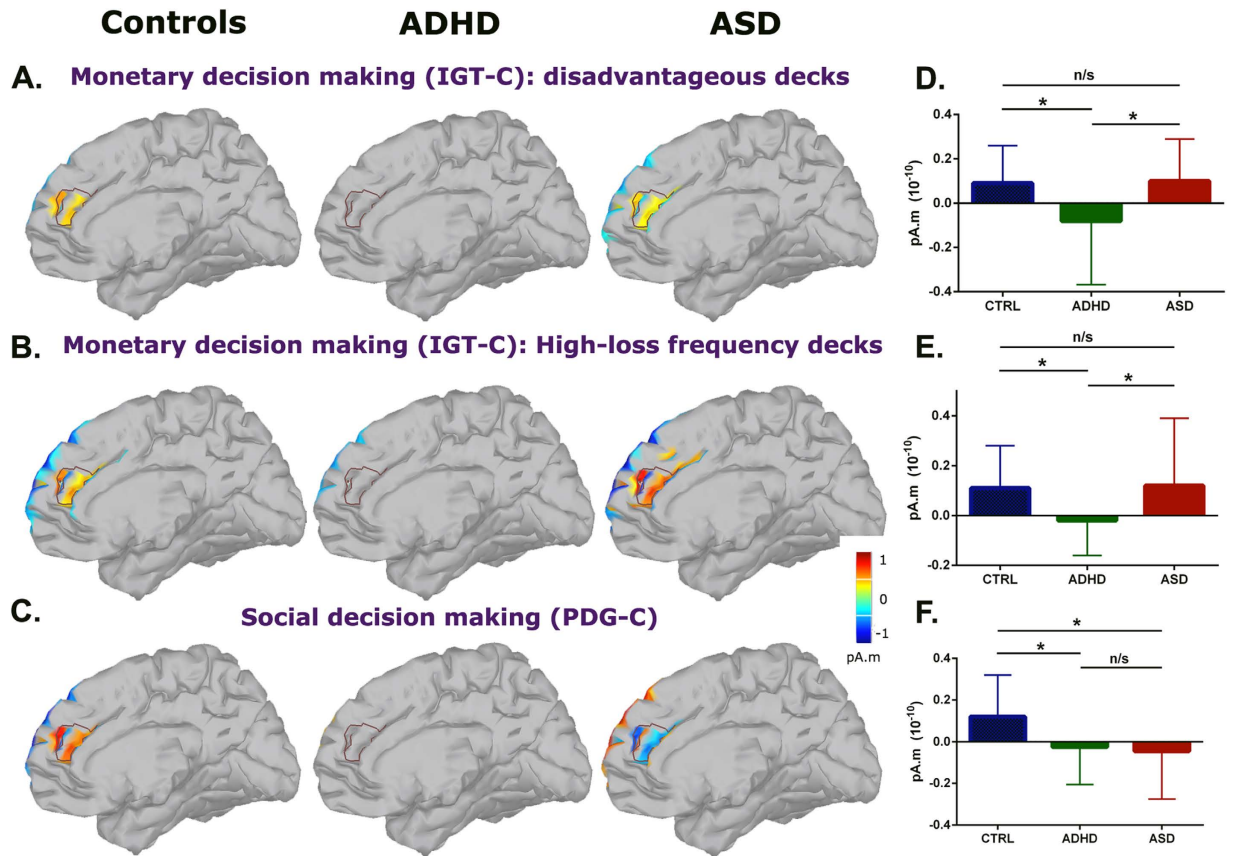 Controls ADHD ASD
A. Monetary decision making (IGT-C): disadvantageous decks
D.
n/s
* *
pA.m (10-10)
0.4
0.2
0.0
-0.2
-0.4
CTRL ADHD ASD
B. Monetary decision making (IGT-C): High-loss frequency decks
E.
n/s
* *
pA.m (10-10)
0.4
0.2
0.0
-0.2
CTRL ADHD ASD
1
0
-1
pA.m
C. Social decision making (PDG-C)
F.
*
* n/s
pA.m (10-10)
0.4
0.2
0.0
-0.2
-0.4
CTRL ADHD ASD